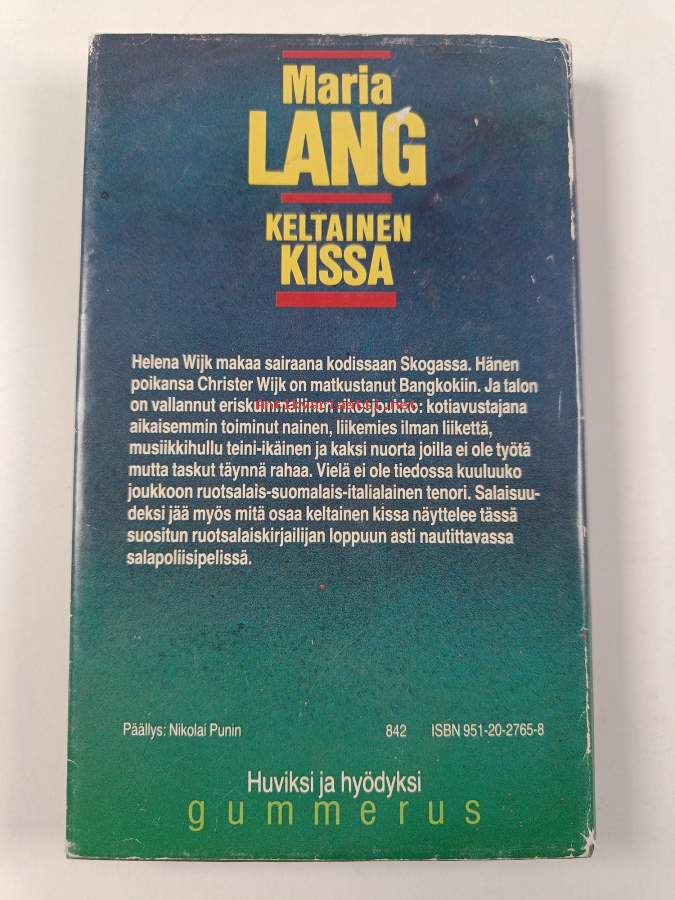 Maria
LANG
KELTAINEN
KISSA
Helena Wijk makaa sairaana kodissaan Skogassa. Hänen
poikansa Christer Wijk on matkustanut Bangkokiin. Ja talon
on vallannut eriskummallinen rikosjoukko: kotiavustajana
aikaisemmin toiminut nainen, liikemies ilman liikettä,
musiikkihullu teini-ikäinen ja kaksi nuorta joilla ei ole työtä
mutta taskut täynnä rahaa. Vielä ei ole tiedossa kuuluuko
joukkoon ruotsalais-suomalais-italialainen tenori. Salaisuu-
deksi jää myös mitä osaa keltainen kissa näyttelee tässä
suositun ruotsalaiskirjailijan loppuun asti nautittavassa
salapoliisipelissä.
Päällys: Nikolai Punin 842 ISBN 951-20-2765-8
Huviksi ja hyödyksi
gummerus